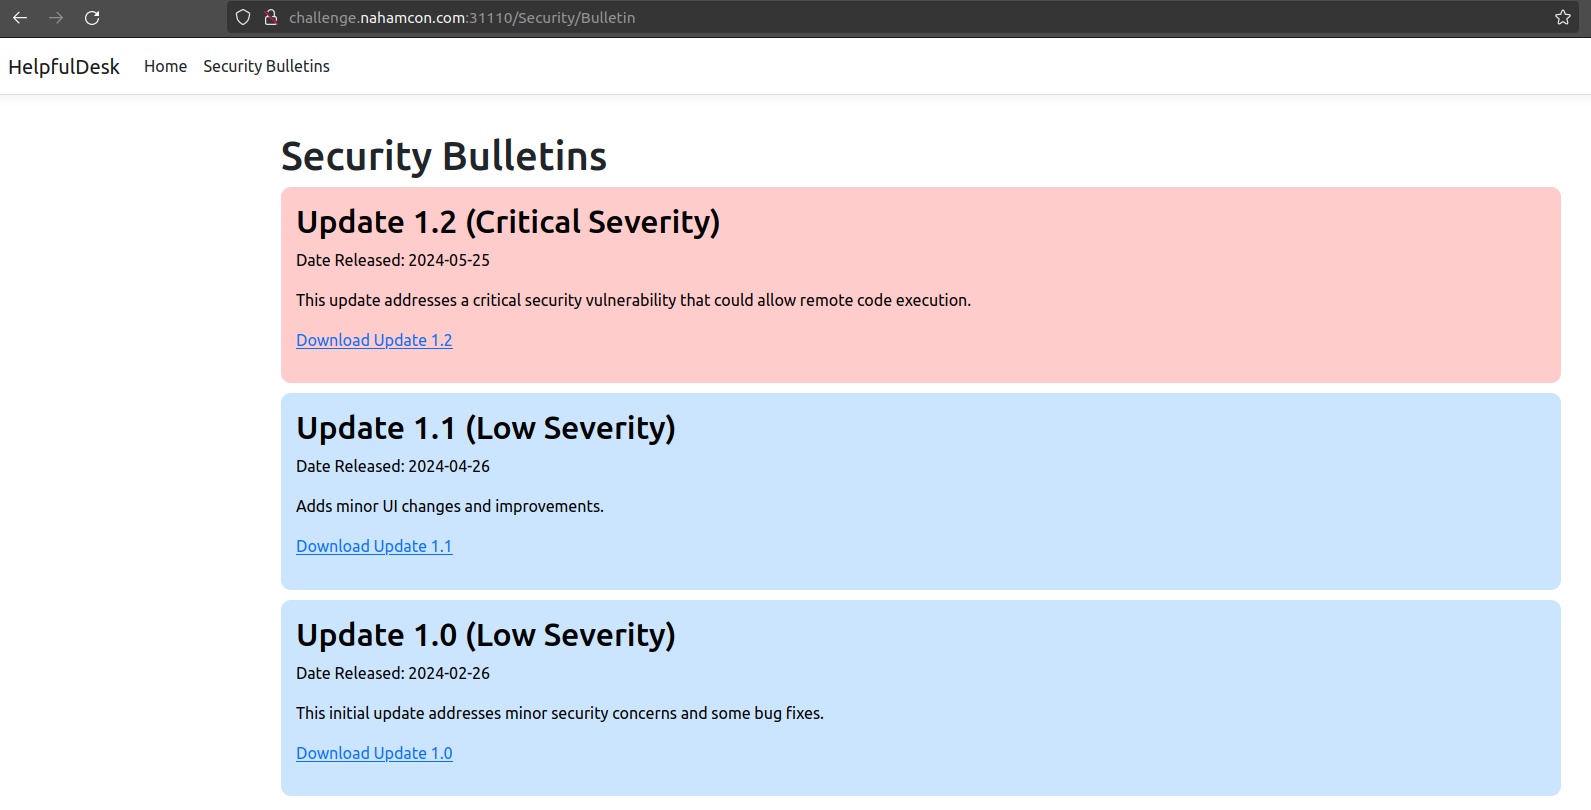 challenge.nahamcon.com:31110/Security/Bulletin
HelpfulDesk Home Security Bulletins
Security Bulletins
Update 1.2 (Critical Severity)
Date Released: 2024-05-25
This update addresses a critical security vulnerability that could allow remote code execution.
Download Update 1.2
Update 1.1 (Low Severity)
Date Released: 2024-04-26
Adds minor UI changes and improvements.
Download Update 1.1
Update 1.0 (Low Severity)
Date Released: 2024-02-26
This initial update addresses minor security concerns and some bug fixes.
Download Update 1.0